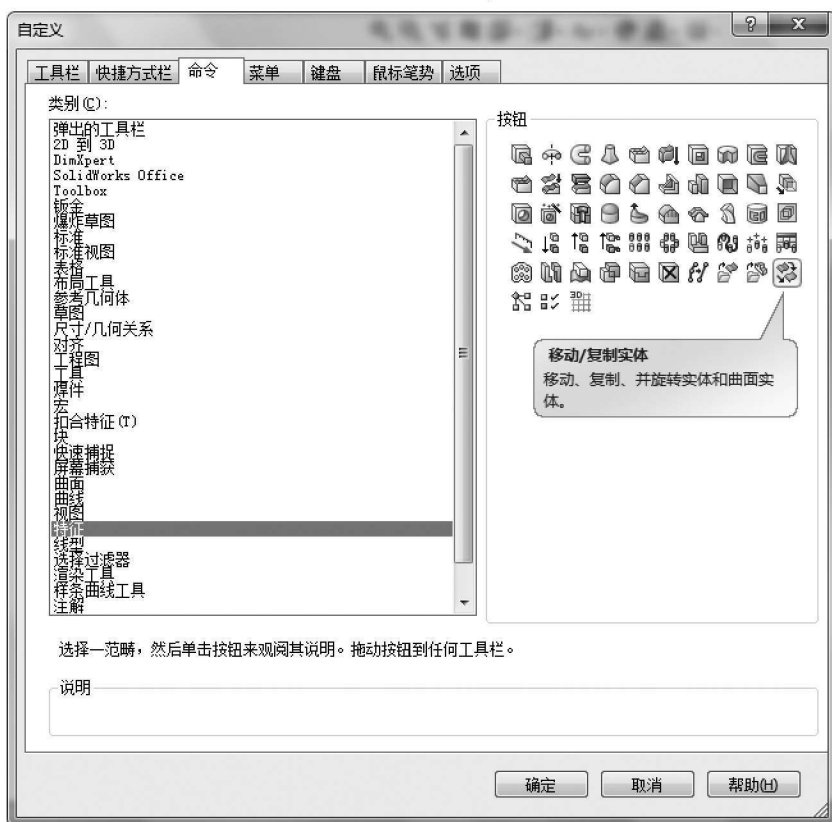 自定义
工具栏 快捷方式栏 命令 菜单 键盘 鼠标笔势 选项
类别(C):
弹出的工具栏
2D 到 3D
DimXpert
SolidWorks Office
Toolbox
钣金
爆炸草图
标准
标准视图
表格
布局工具
参考几何体
草图
尺寸/几何关系
对齐
工程图
工具
焊件
宏
扣合特征(T)
块
快速捕捉
屏幕捕获
曲面
曲线
视图
特征
线型
选择过滤器
渲染工具
样条曲线工具
注解
按钮
3D
移动/复制实体
移动、复制、并旋转实体和曲面实
体。
选择一范畴，然后单击按钮来观阅其说明。拖动按钮到任何工具栏。
说明
确定 取消 帮助(H)